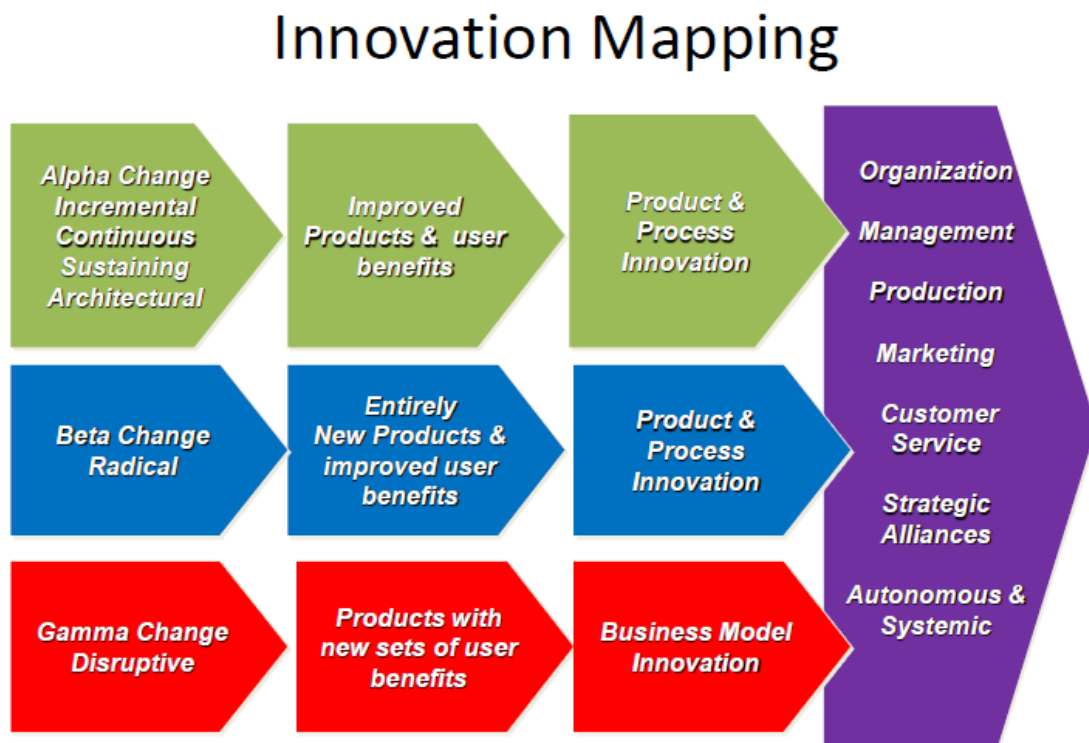 Innovation Mapping
Alpha Change
Incremental
Continuous
Sustaining
Architectural
Improved
Products & user
benefits
Product &
Process
Innovation
Beta Change
Radical
Entirely
New Products &
improved user
benefits
Product &
Process
Innovation
Gamma Change
Disruptive
Products with
new sets of user
benefits
Business Model
Innovation
Organization
Management
Production
Marketing
Customer
Service
Strategic
Alliances
Autonomous &
Systemic